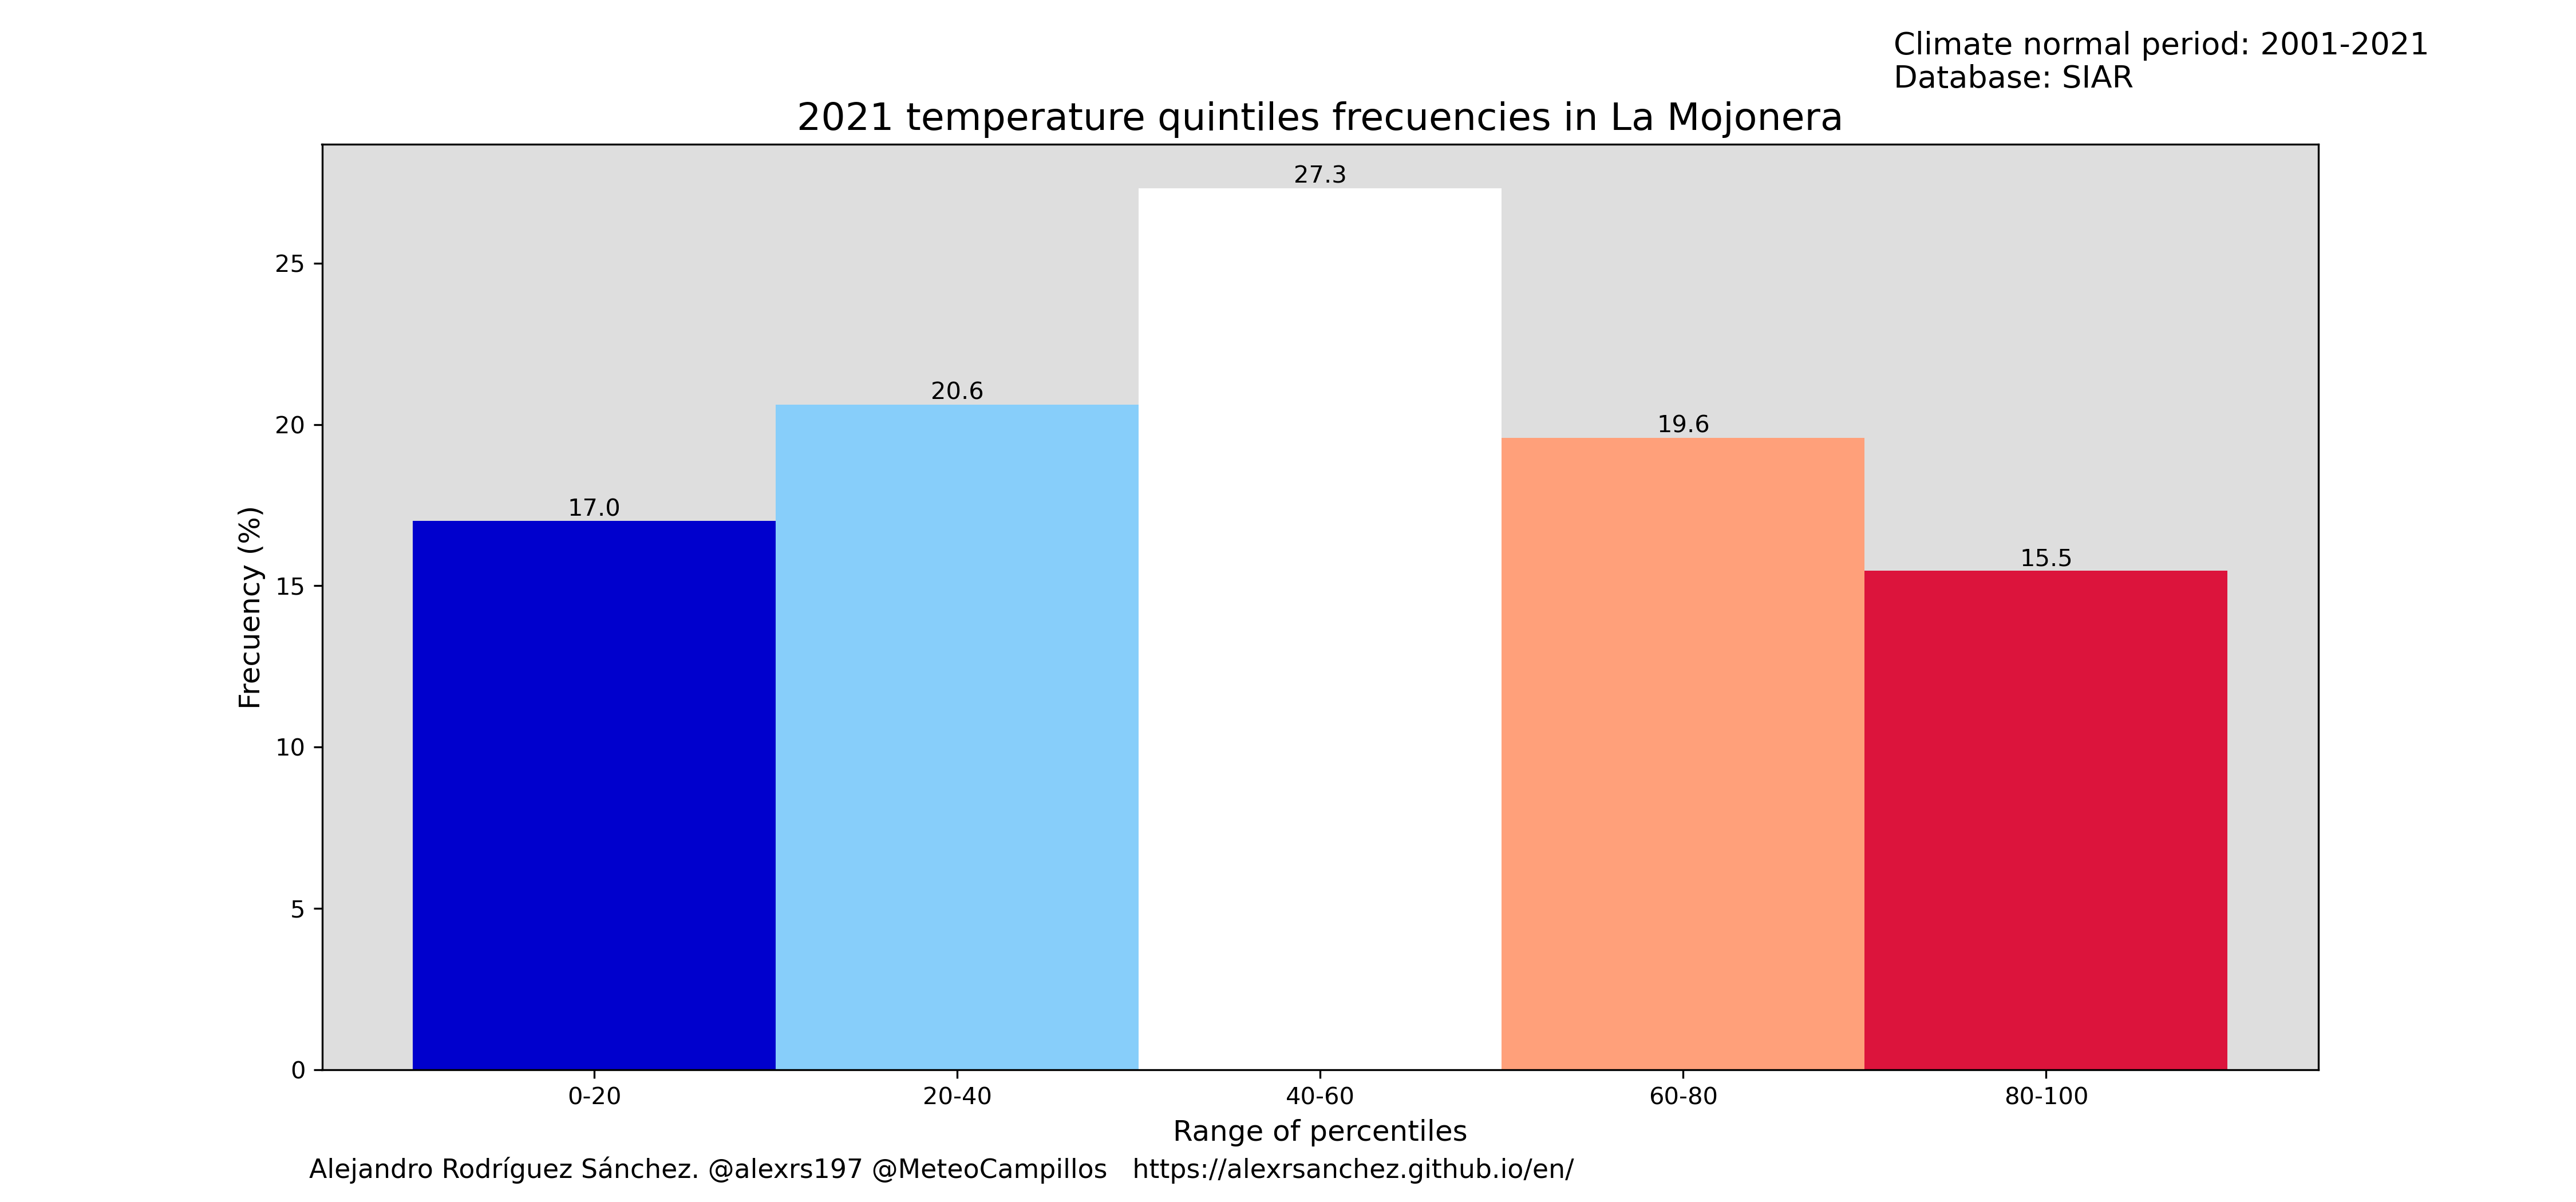 Climate normal period: 2001-2021
Database: SIAR
2021 temperature quintiles frecuencies in La Mojonera
Frecuency (%)
25
20
15
10
5
0
17.0
20.6
27.3
19.6
15.5
0-20
20-40
40-60
60-80
80-100
Range of percentiles
Alejandro Rodríguez Sánchez. @alexrs197 @MeteoCampillos   https://alexrsanchez.github.io/en/